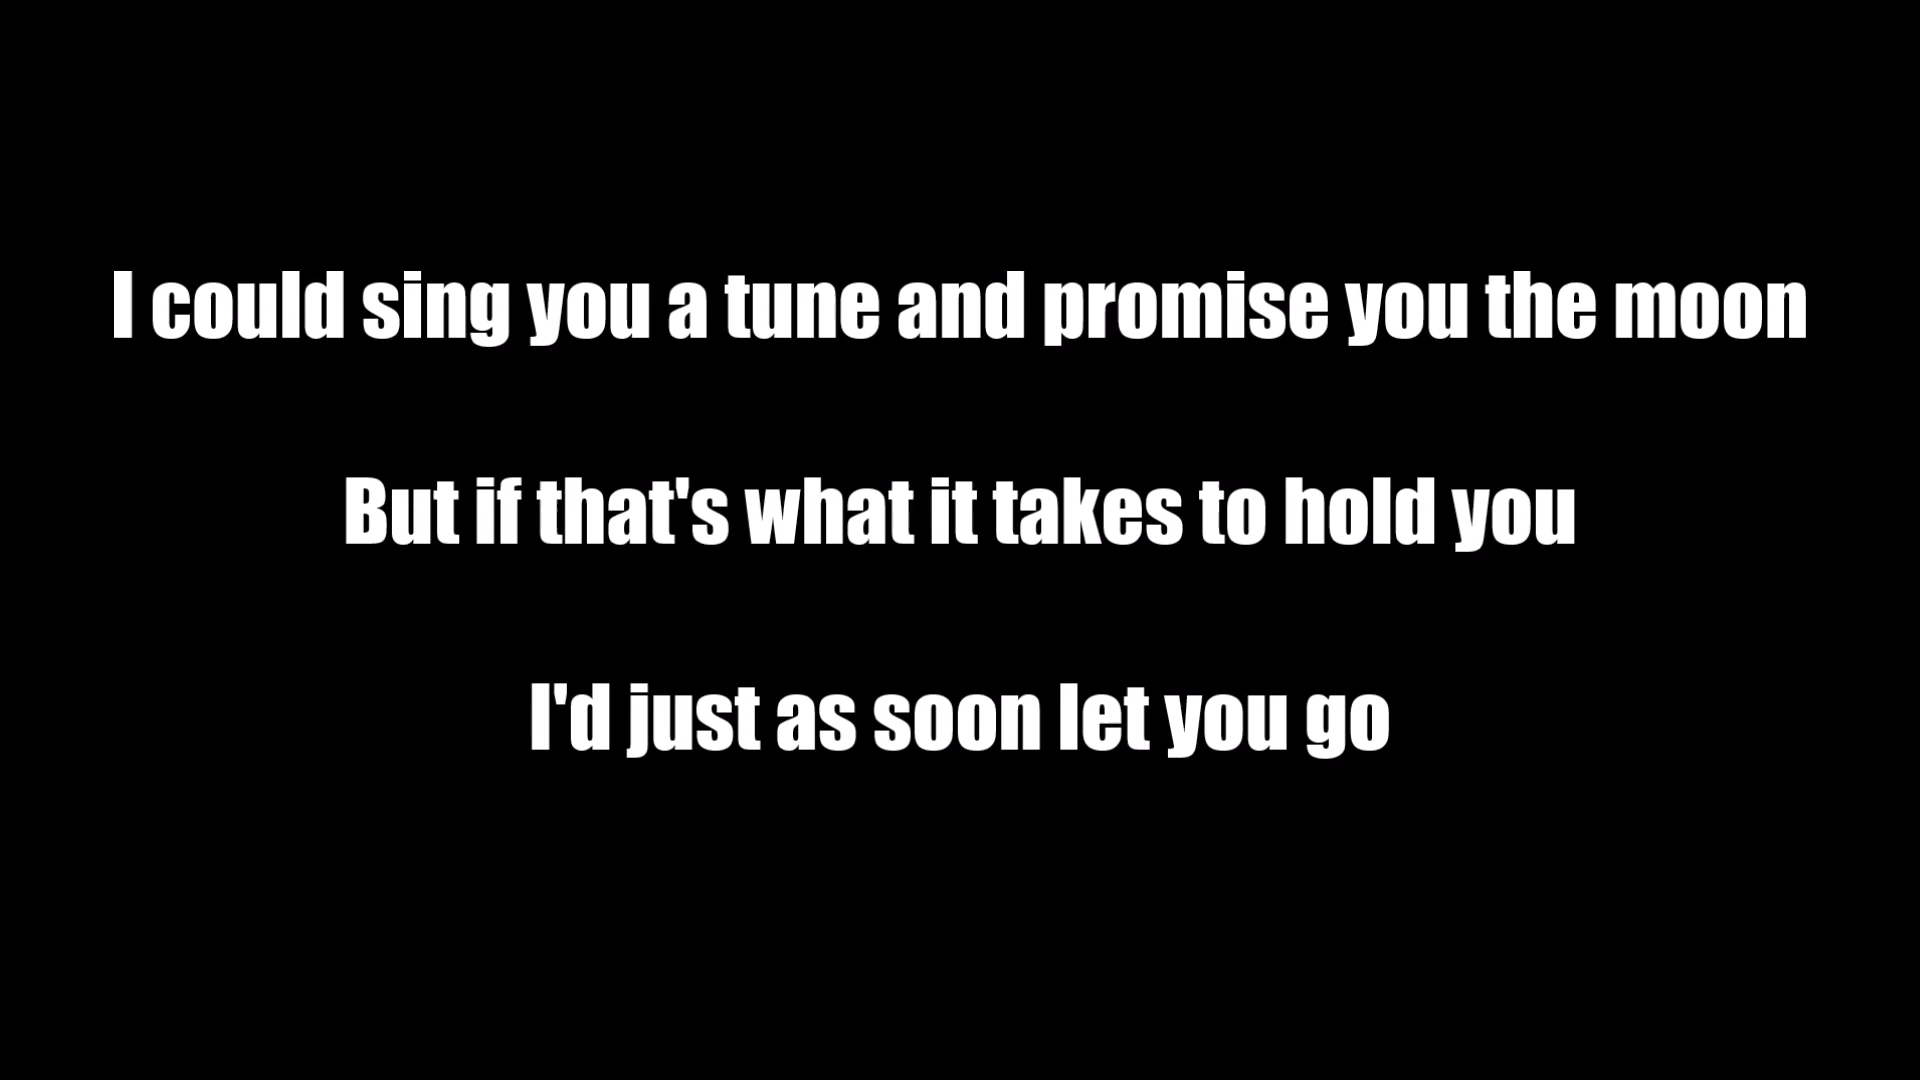 I could sing you a tune and promise you the moon
But if that's what it takes to hold you
I'd just as soon let you go